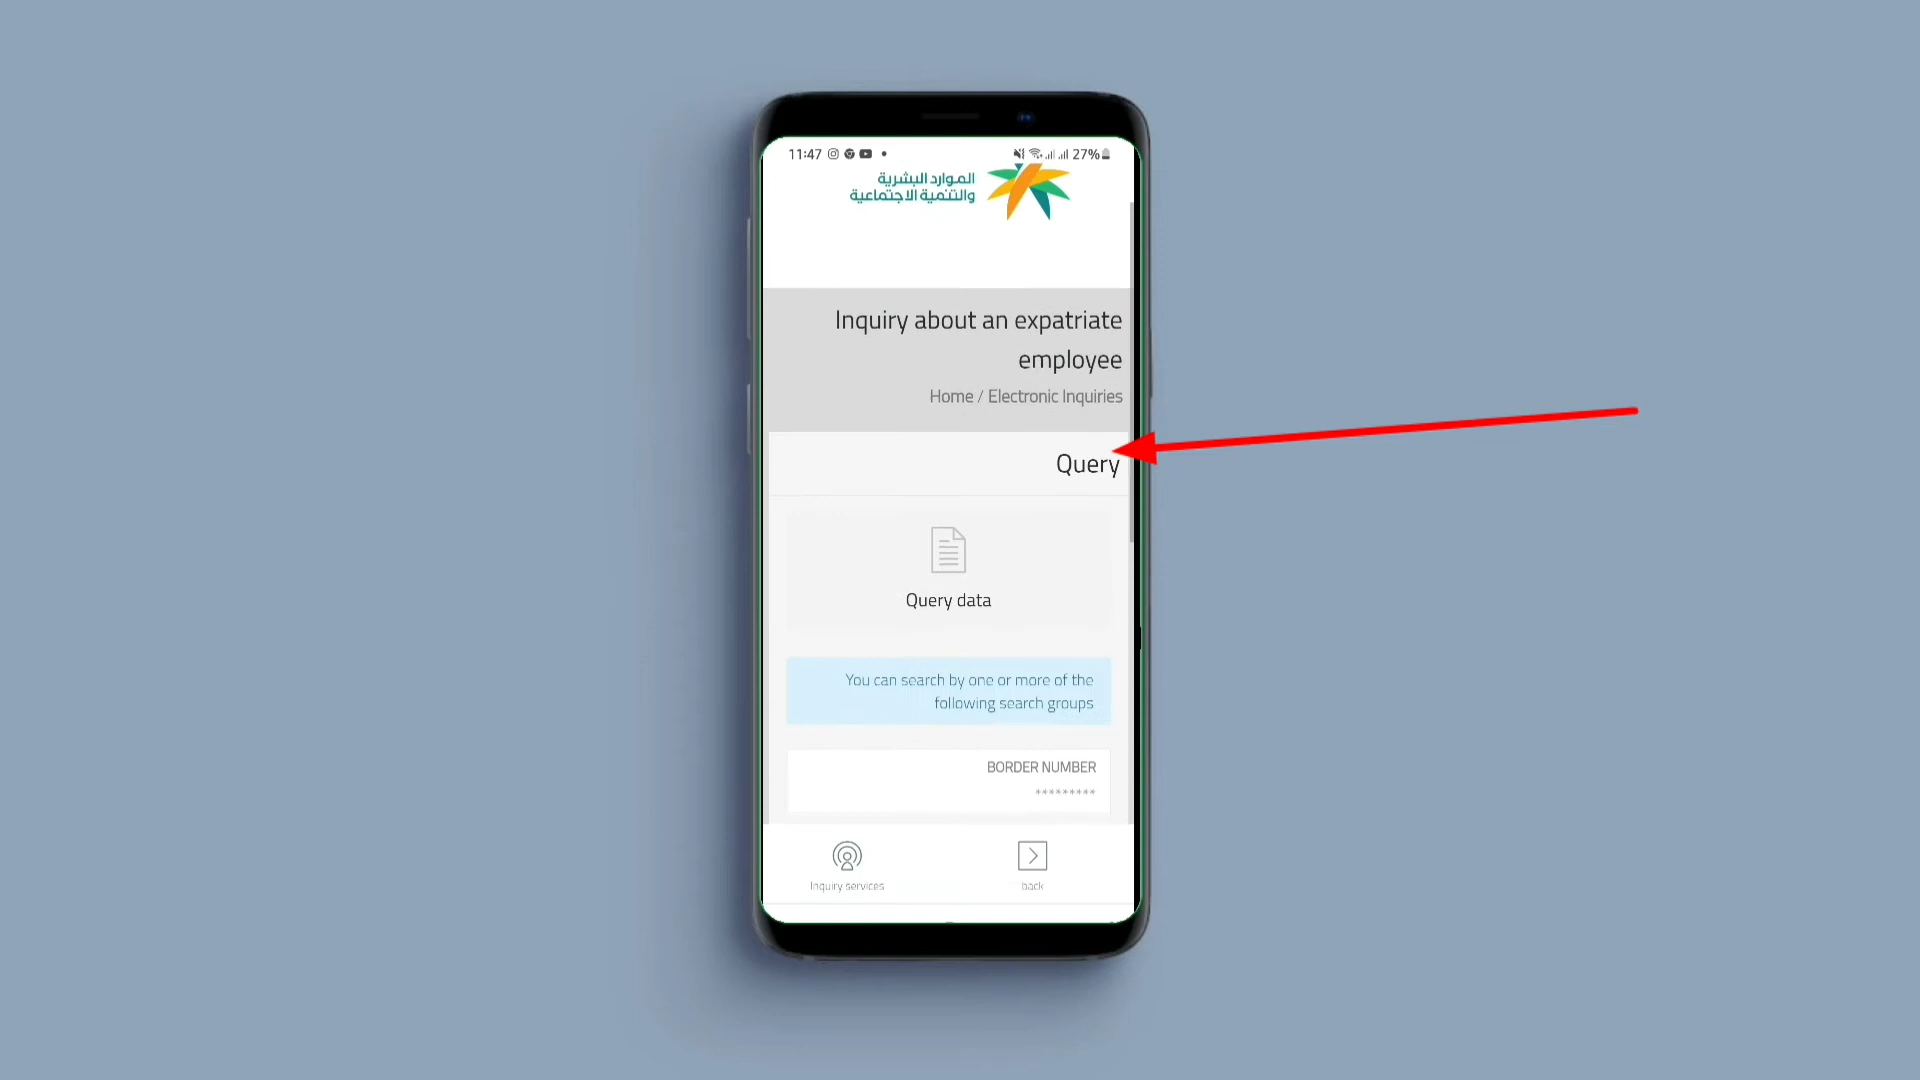 11:47
27%
الموارد البشرية
والتنمية الاجتماعية
Inquiry about an expatriate
employee
Home / Electronic Inquiries
Query
Query data
You can search by one or more of the
following search groups
BORDER NUMBER
*********
Inquiry services
back